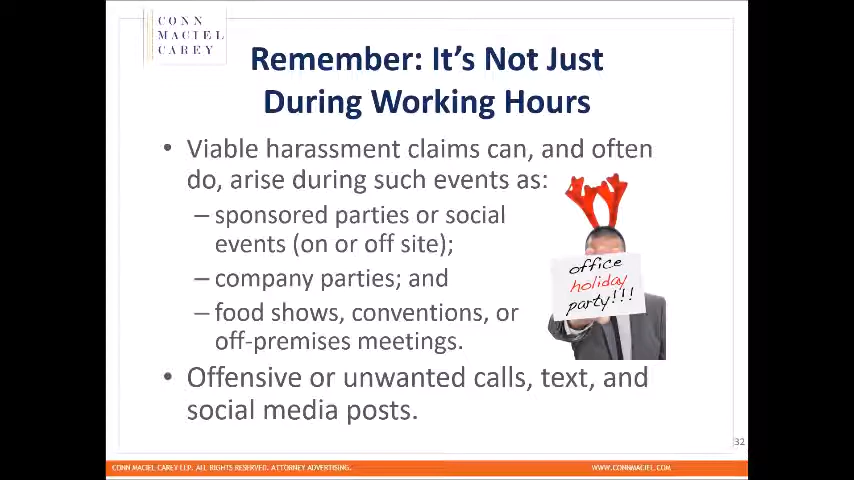 CONN
MACIEL
CAREY
Remember: It's Not Just
During Working Hours
• Viable harassment claims can, and often
do, arise during such events as:
– sponsored parties or social
events (on or off site);
– company parties; and
– food shows, conventions, or
off-premises meetings.
office
holiday
party!!!
• Offensive or unwanted calls, text, and
social media posts.
32
CONN MACIEL CAREY LLP. ALL RIGHTS RESERVED. ATTORNEY ADVERTISING.
WWW.CONNMACIEL.COM